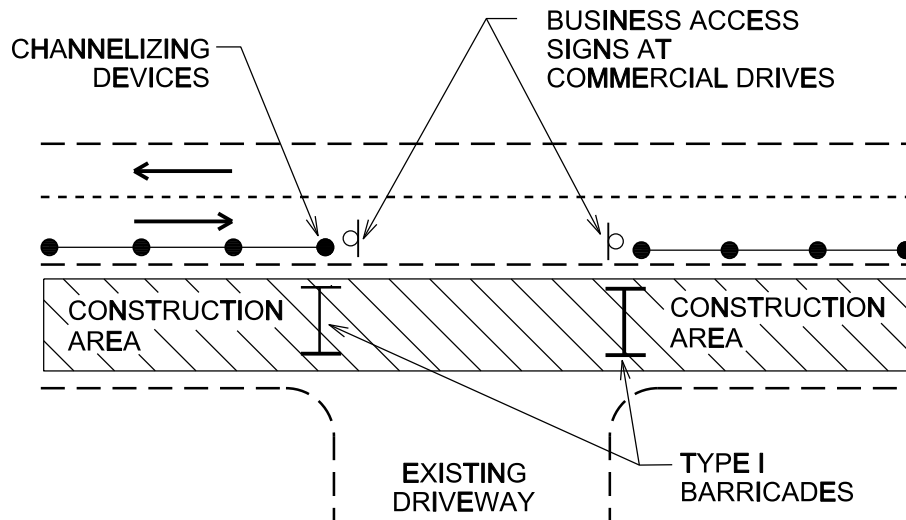 CHANNELIZING
DEVICES
BUSINESS ACCESS
SIGNS AT
COMMERCIAL DRIVES
CONSTRUCTION
AREA
CONSTRUCTION
AREA
EXISTING
DRIVEWAY
TYPE I
BARRICADES